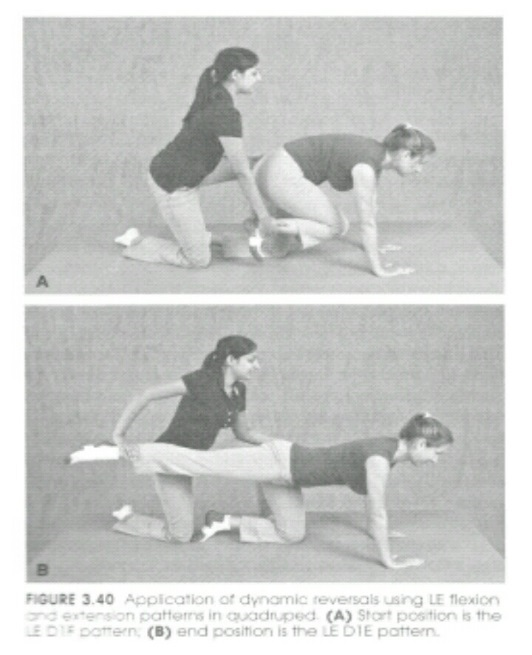 A
B
FIGURE 3.40 Application of dynamic reversals using LE flexion
and extension patterns in quadruped. (A) Start position is the
LE D1F pattern; (B) end position is the LE D1E pattern.